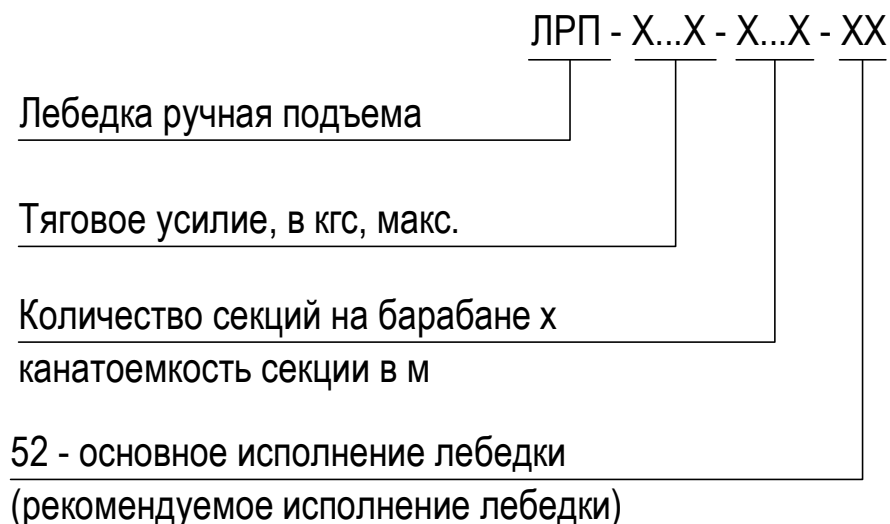 ЛРП - Х...Х - Х...Х - ХХ
Лебедка ручная подъема
Тяговое усилие, в кгс, макс.
Количество секций на барабане х
канатоемкость секции в м
52 - основное исполнение лебедки
(рекомендуемое исполнение лебедки)